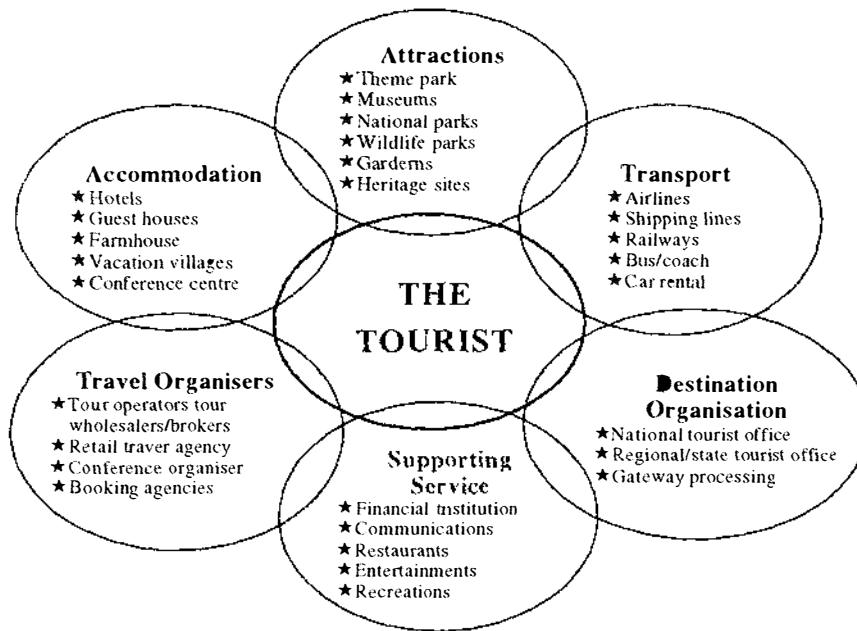 Attractions
★ Theme park
★ Museums
★ National parks
★ Wildlife parks
★ Garderns
★ Heritage sites
Accommodation
★ Hotels
★ Guest houses
★ Farmhouse
★ Vacation villages
★ Conference centre
Transport
★ Airlines
★ Shipping lines
★ Railways
★ Bus/coach
★ Car rental
THE
TOURIST
Travel Organisers
★ Tour operators tour
wholesalers/brokers
★ Retail traver agency
★ Conference organiser
★ Booking agencies
Destination
Organisation
★ National tourist office
★ Regional/state tourist office
★ Gateway processing
Supporting
Service
★ Financial tnstitution
★ Communications
★ Restaurants
★ Entertainments
★ Recreations